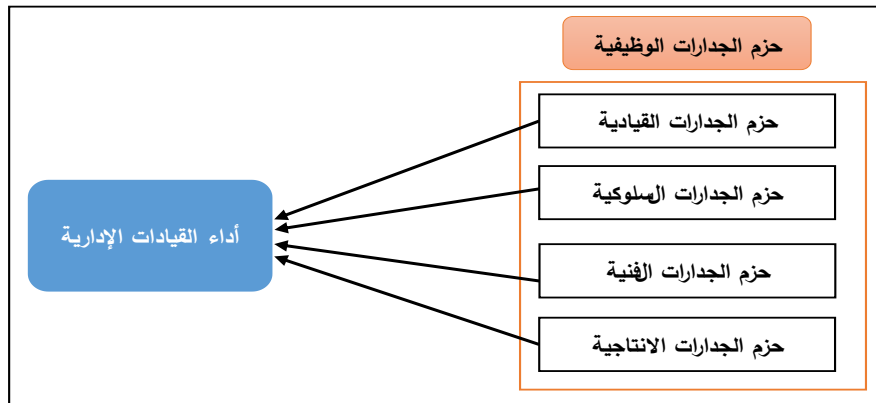 حزم الجدارات الوظيفية
حزم الجدارات القيادية
حزم الجدارات السلوكية
حزم الجدارات الفنية
حزم الجدارات الانتاجية
أداء القيادات الإدارية